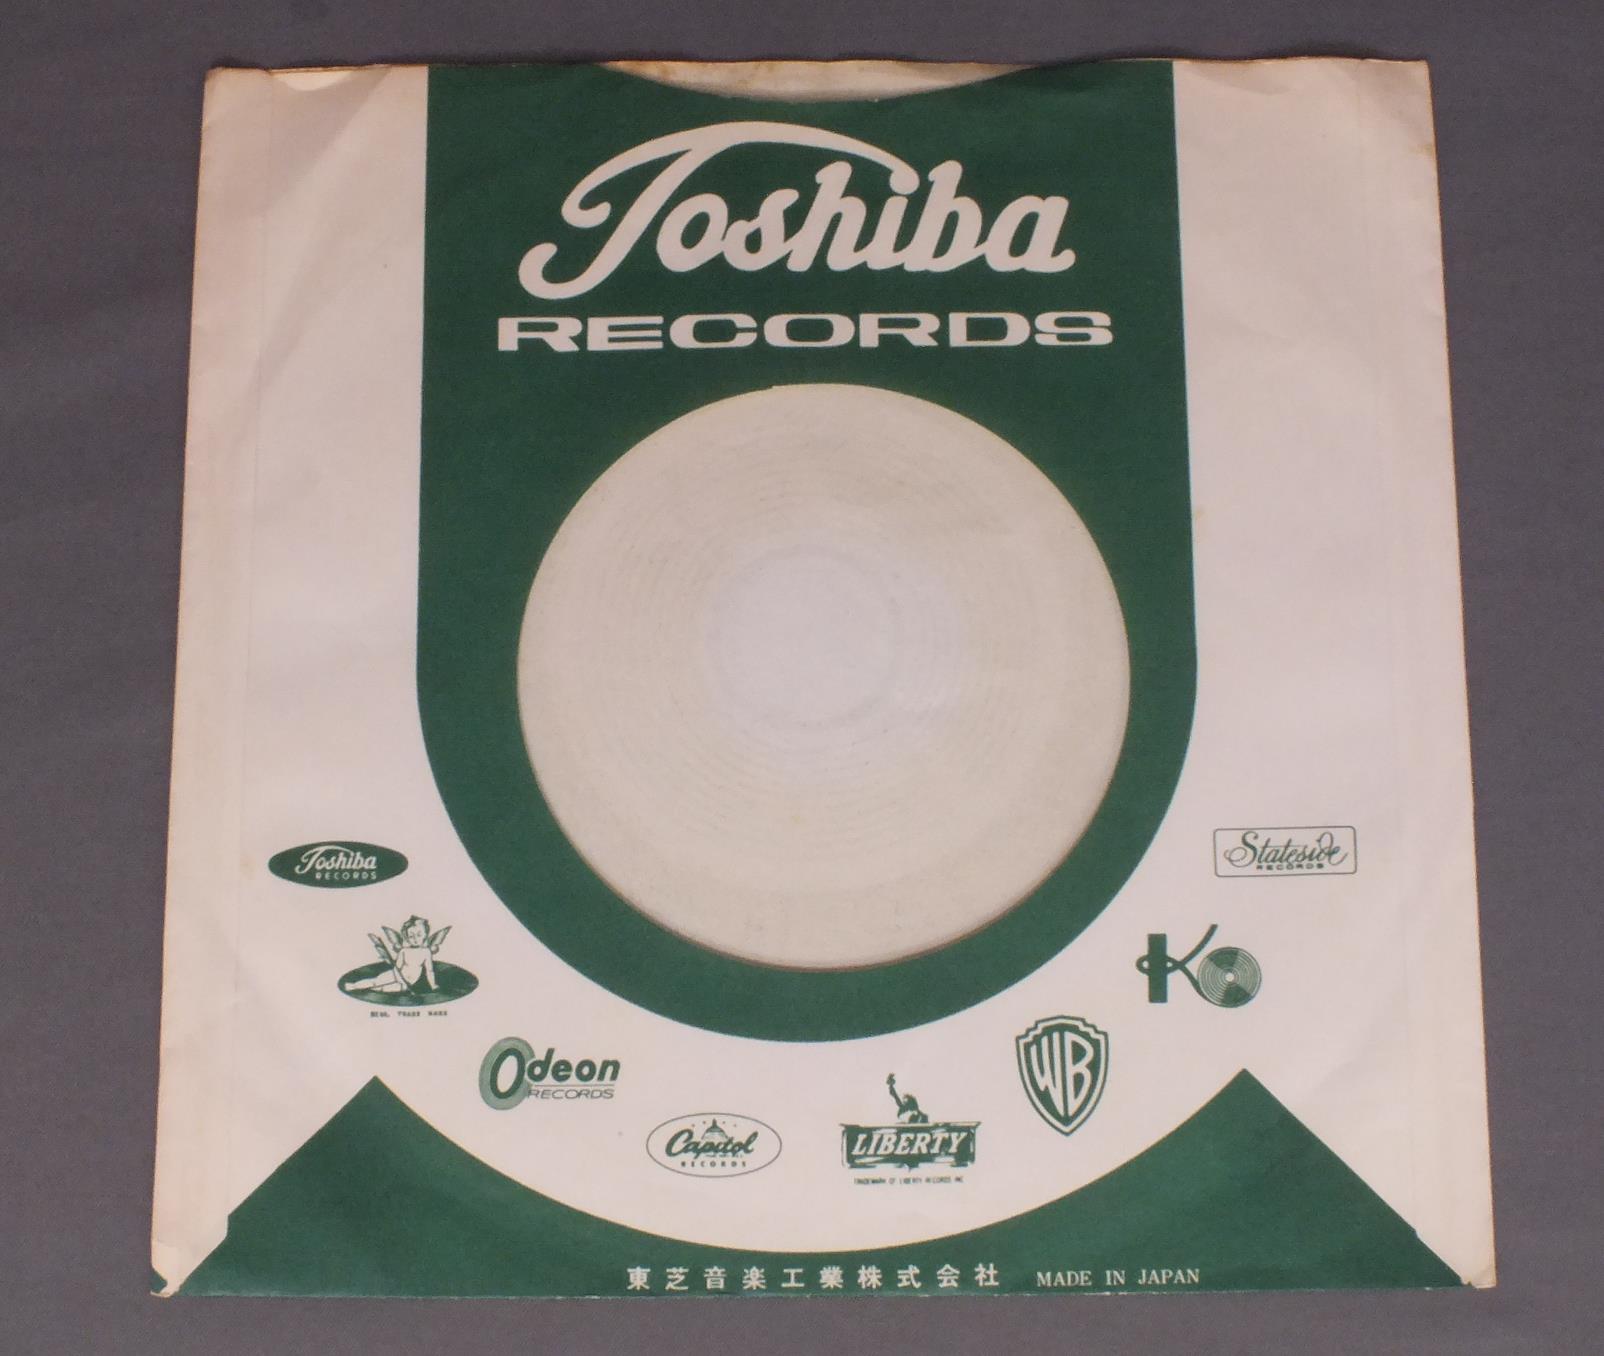 Toshiba
RECORDS
Toshiba
RECORDS
REGD. TRADE MARK
Odeon
RECORDS
Capitol
RECORDS
LIBERTY
TRADEMARK OF LIBERTY RECORDS INC
WB
K
Stateside
RECORDS
東芝音楽工業株式会社 MADE IN JAPAN